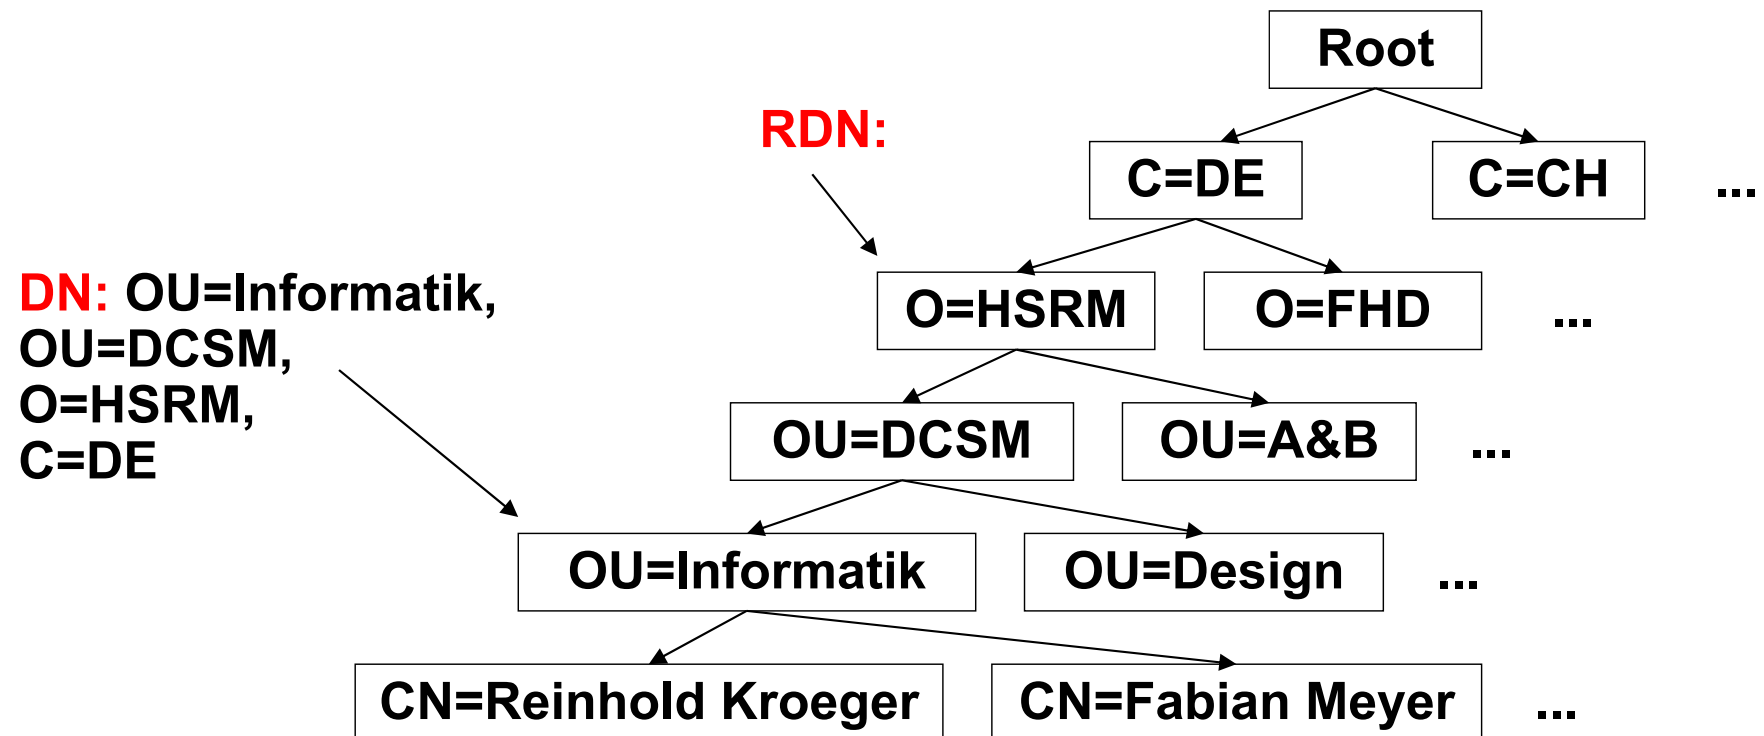 Root
RDN:
C=DE
C=CH
...
O=HSRM
O=FHD
...
DN: OU=Informatik,
OU=DCSM,
O=HSRM,
C=DE
OU=DCSM
OU=A&B
...
OU=Informatik
OU=Design
...
CN=Reinhold Kroeger
CN=Fabian Meyer
...